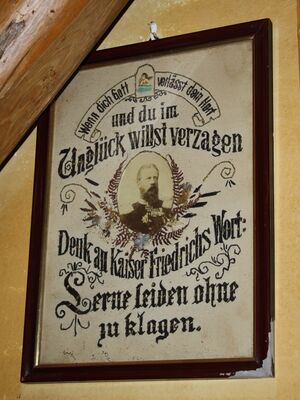 Wenn dich Gott verlässt dein Hort
und du im
Unglück willst verzagen
Denk an Kaiser Friedrichs Wort:
Lerne leiden ohne
zu klagen.